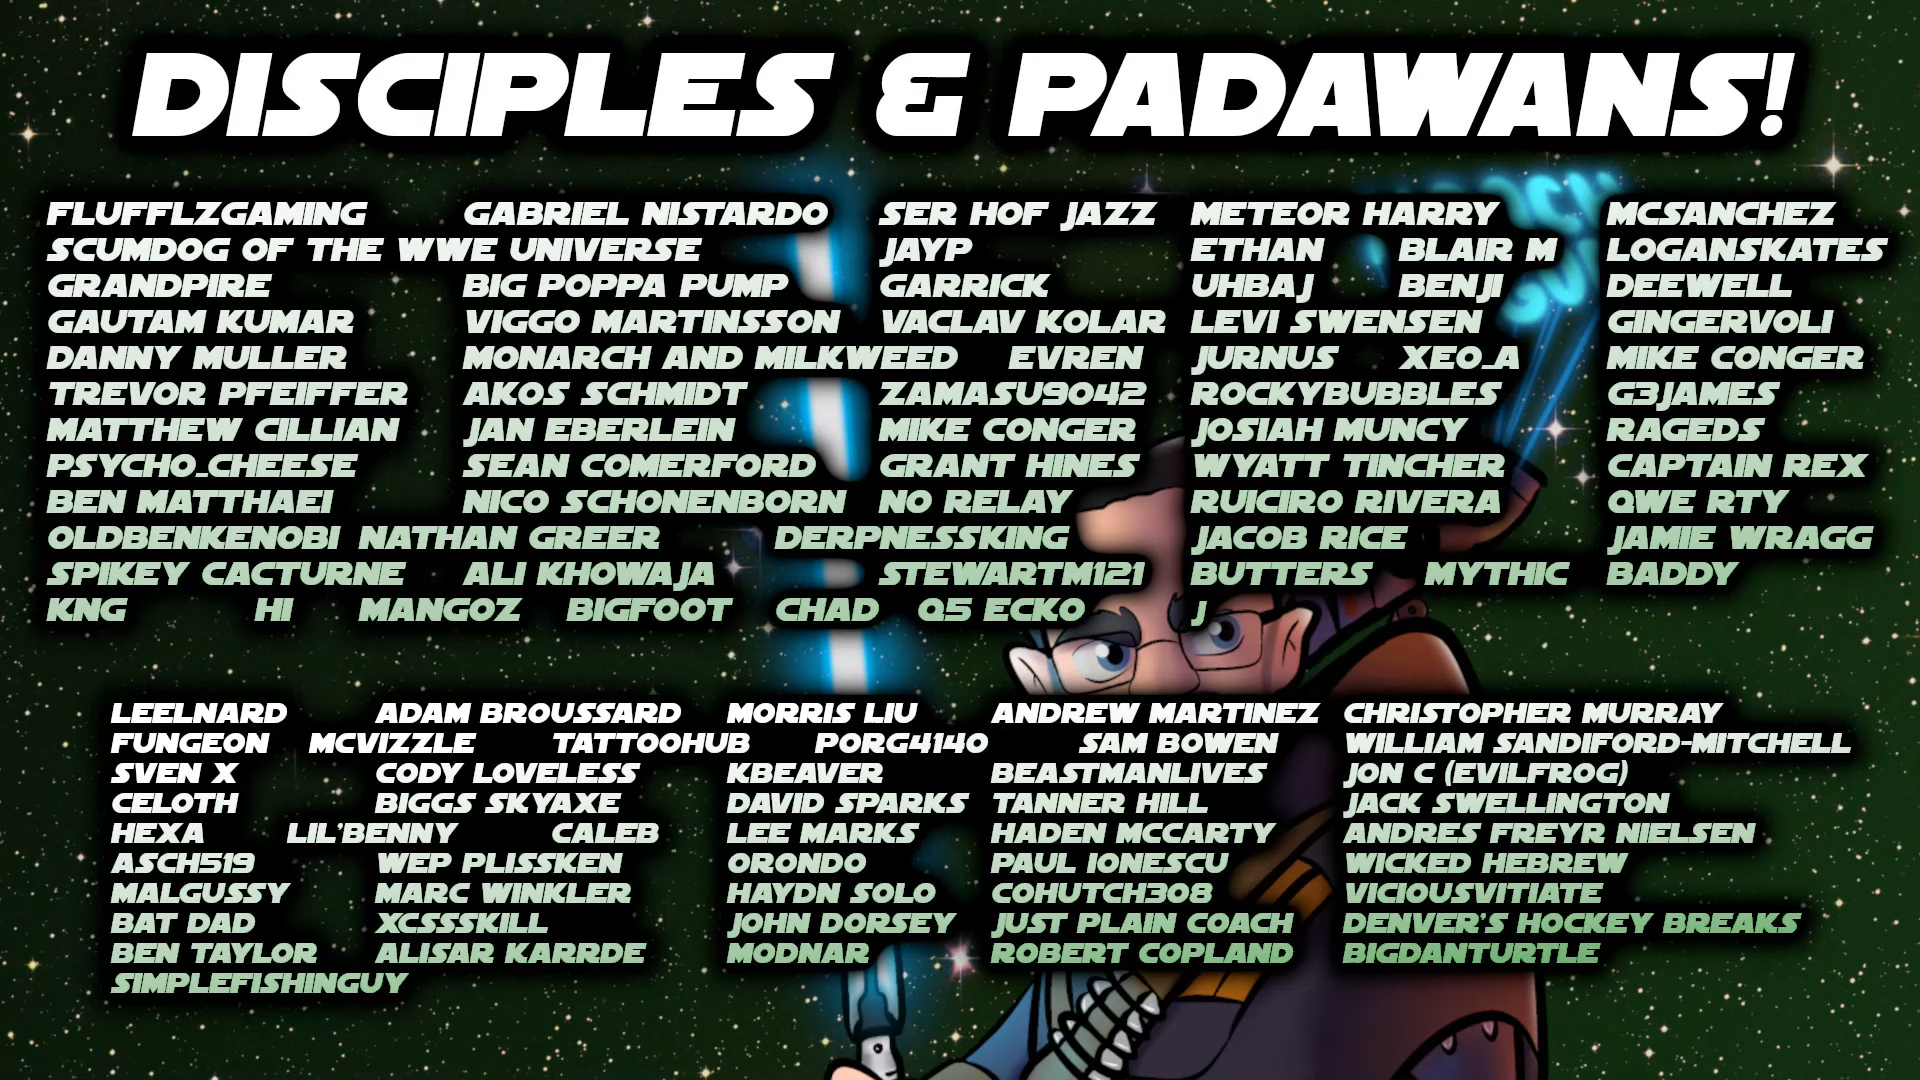 DISCIPLES & PADAWANS!
FLUFFLZGAMING GABRIEL NISTARDO SER HOF JAZZ METEOR HARRY MCSANCHEZ
SCUMDOG OF THE WWE UNIVERSE JAYP ETHAN BLAIR M LOGANSKATES
GRANDPIRE BIG POPPA PUMP GARRICK UHBAJ BENJI DEEWELL
GAUTAM KUMAR VIGGO MARTINSSON VACLAV KOLAR LEVI SWENSEN GINGERVOLI
DANNY MULLER MONARCH AND MILKWEED EVREN JURNUS XEO_A MIKE CONGER
TREVOR PFEIFFER AKOS SCHMIDT ZAMASU9042 ROCKYBUBBLES G3JAMES
MATTHEW CILLIAN JAN EBERLEIN MIKE CONGER JOSIAH MUNCY RAGEDS
PSYCHO_CHEESE SEAN COMERFORD GRANT HINES WYATT TINCHER CAPTAIN REX
BEN MATTHAEI NICO SCHONENBORN NO RELAY RUICIRO RIVERA QWE RTY
OLDBENKENOBI NATHAN GREER DERPNESSKING JACOB RICE JAMIE WRAGG
SPIKEY CACTURNE ALI KHOWAJA STEWARTM121 BUTTERS MYTHIC BADDY
KNG HI MANGOZ BIGFOOT CHAD Q5 ECKO J
LEELNARD ADAM BROUSSARD MORRIS LIU ANDREW MARTINEZ CHRISTOPHER MURRAY
FUNGEON MCVIZZLE TATTOOHUB PORG4140 SAM BOWEN WILLIAM SANDIFORD-MITCHELL
SVEN X CODY LOVELESS KBEAVER BEASTMANLIVES JON C (EVILFROG)
CELOTH BIGGS SKYAXE DAVID SPARKS TANNER HILL JACK SWELLINGTON
HEXA LIL'BENNY CALEB LEE MARKS HADEN MCCARTY ANDRES FREYR NIELSEN
ASCH519 WEP PLISSKEN ORONDO PAUL IONESCU WICKED HEBREW
MALGUSSY MARC WINKLER HAYDN SOLO COHUTCH308 VICIOUSVITIATE
BAT DAD XCSSSKILL JOHN DORSEY JUST PLAIN COACH DENVER'S HOCKEY BREAKS
BEN TAYLOR ALISAR KARRDE MODNAR ROBERT COPLAND BIGDANTURTLE
SIMPLEFISHINGUY